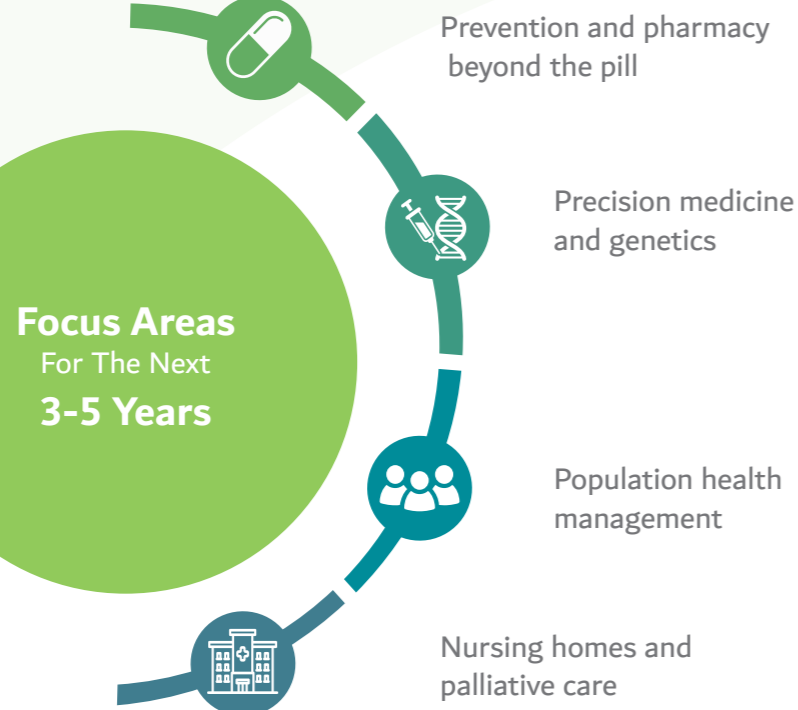 Prevention and pharmacy
beyond the pill
Precision medicine
and genetics
Focus Areas
For The Next
3-5 Years
Population health
management
Nursing homes and
palliative care